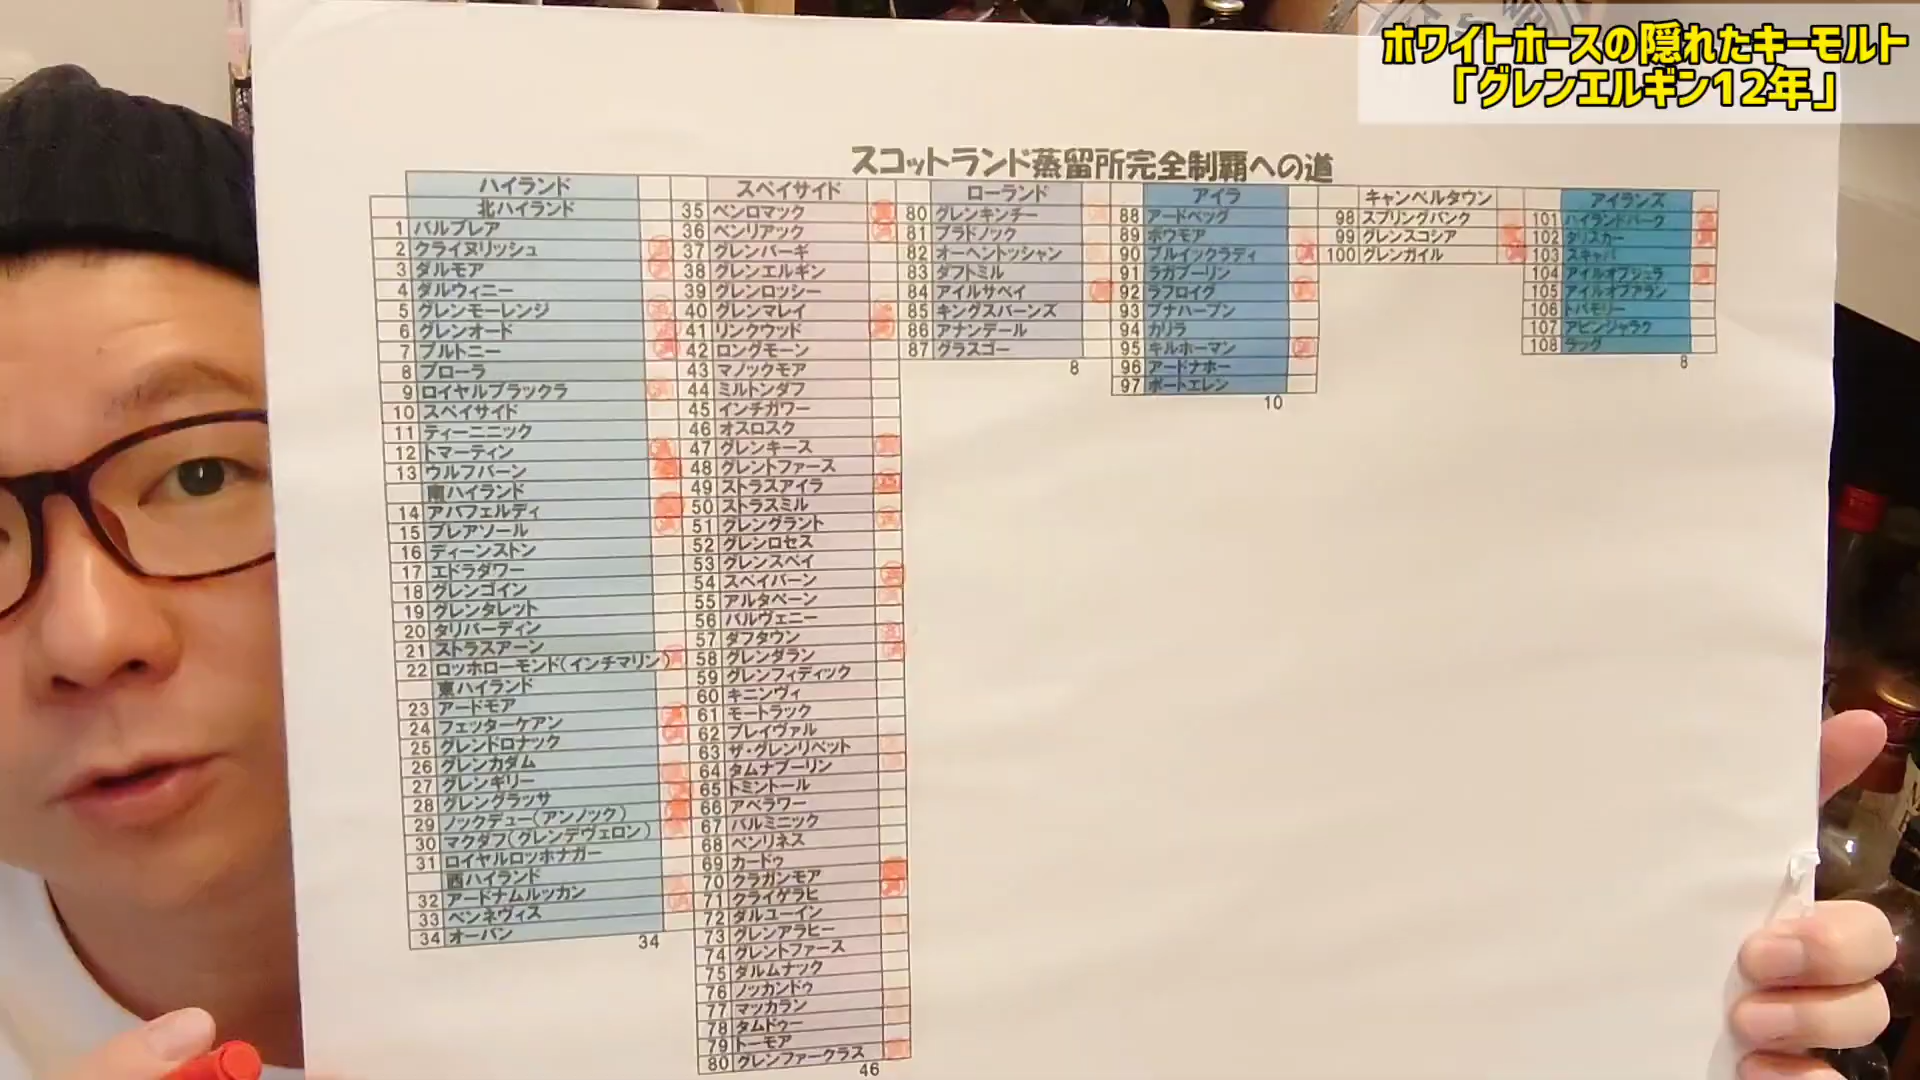 ホワイトホースの隠れたキーモルト
「グレンエルギン12年」
スコットランド蒸留所完全制覇への道
ハイランド
北ハイランド
1 バルブレア
2 クライヌリッシュ
3 ダルモア
4 ダルウィニー
5 グレンモーレンジ
6 グレンオード
7 プルトニー
8 ブローラ
9 ロイヤルブラックラ
10 スペイサイド
11 ティーニニック
12 トマーティン
13 ウルフバーン
南ハイランド
14 アバフェルディ
15 ブレアソール
16 ディーンストン
17 エドラダワー
18 グレンゴイン
19 グレンタレット
20 タリバーディン
21 ストラスアーン
22 ロッホローモンド(インチマリン)
東ハイランド
23 アードモア
24 フェッターケアン
25 グレンドロナック
26 グレンカダム
27 グレンギリー
28 グレングラッサ
29 ノックデュー(アンノック)
30 マクダフ(グレンデヴェロン)
31 ロイヤルロッホナガー
西ハイランド
32 アードナムルッカン
33 ベンネヴィス
34 オーバン
34
スペイサイド
35 ベンロマック
36 ベンリアック
37 グレンバーギ
38 グレンエルギン
39 グレンロッシー
40 グレンマレイ
41 リンクウッド
42 ロングモーン
43 マノックモア
44 ミルトンダフ
45 インチガワー
46 オスロスク
47 グレンキース
48 グレントファース
49 ストラスアイラ
50 ストラスミル
51 グレングラント
52 グレンロセス
53 グレンスペイ
54 スペイバーン
55 アルタベーン
56 バルヴェニー
57 ダフタウン
58 グレンダラン
59 グレンフィディック
60 キニンヴィ
61 モートラック
62 ブレイヴァル
63 ザ・グレンリベット
64 タムナブーリン
65 トミントール
66 アベラワー
67 バルミニック
68 ベンリネス
69 カードゥ
70 クラガンモア
71 クライゲラヒ
72 ダルユーイン
73 グレンアラヒー
74 グレントファース
75 ダルムナック
76 ノッカンドゥ
77 マッカラン
78 タムドゥー
79 トーモア
80 グレンファークラス
46
ローランド
80 グレンキンチー
81 ブラドノック
82 オーヘントッシャン
83 ダフトミル
84 アイルサベイ
85 キングスバーンズ
86 アナンデール
87 グラスゴー
8
アイラ
88 アードベッグ
89 ボウモア
90 ブルイックラディ
91 ラガブーリン
92 ラフロイグ
93 ブナハーブン
94 カリラ
95 キルホーマン
96 アードナホー
97 ポートエレン
10
キャンベルタウン
98 スプリングバンク
99 グレンスコシア
100 グレンガイル
アイランズ
101 ハイランドパーク
102 タリスカー
103 スキャパ
104 アイルオブジュラ
105 アイルオブアラン
106 トバモリー
107 アビンジャラク
108 ラッグ
8